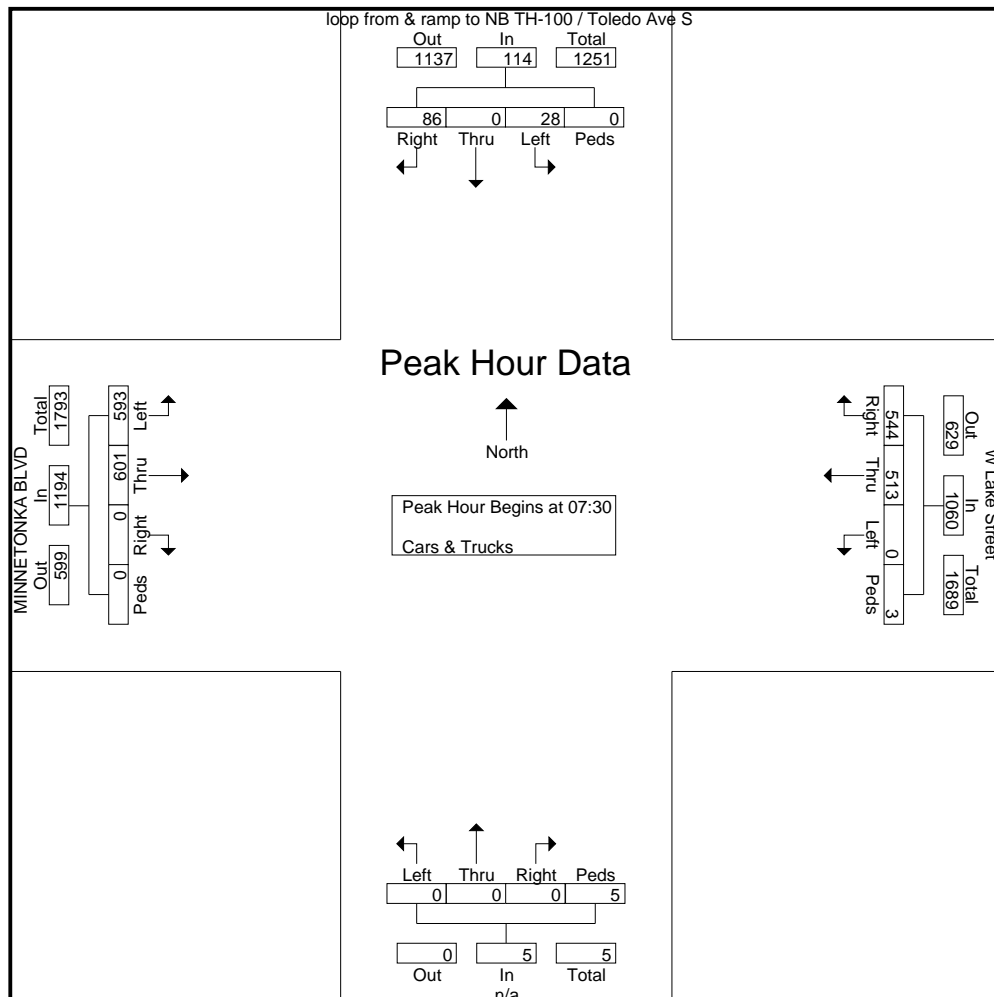 loop from & ramp to NB TH-100 / Toledo Ave S
Out In Total
1137 114 1251
86 0 28 0
Right Thru Left Peds
Peak Hour Data
North
Peak Hour Begins at 07:30
Cars & Trucks
MINNETONKA BLVD
Out In Total
599 1194 1793
593 601 0 0
Left Thru Right Peds
W Lake Street
Out In Total
629 1060 1689
544 513 0 3
Right Thru Left Peds
Left Thru Right Peds
0 0 0 5
0 5 5
Out In Total
n/a